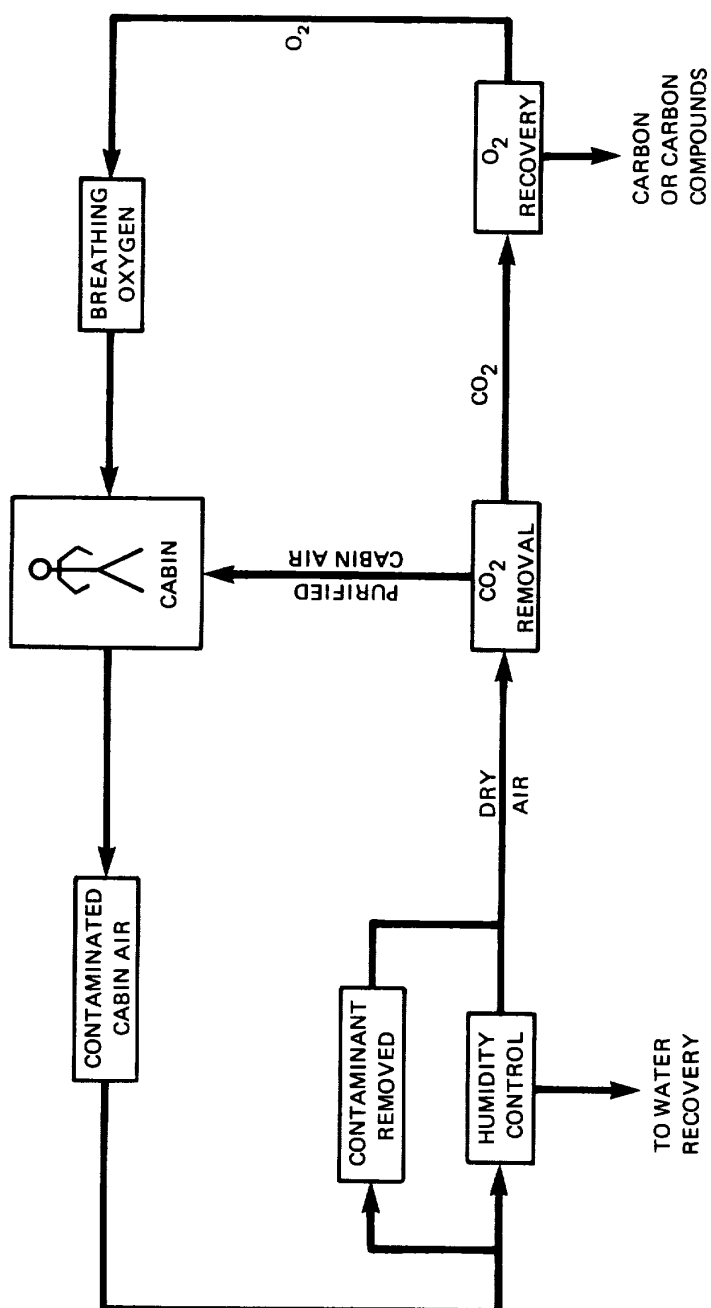 CABIN
CONTAMINATED
CABIN AIR
BREATHING
OXYGEN
O2
CONTAMINANT
REMOVED
HUMIDITY
CONTROL
TO WATER
RECOVERY
DRY
AIR
CO2
REMOVAL
PURIFIED
CABIN AIR
CO2
O2
RECOVERY
CARBON
OR CARBON
COMPOUNDS